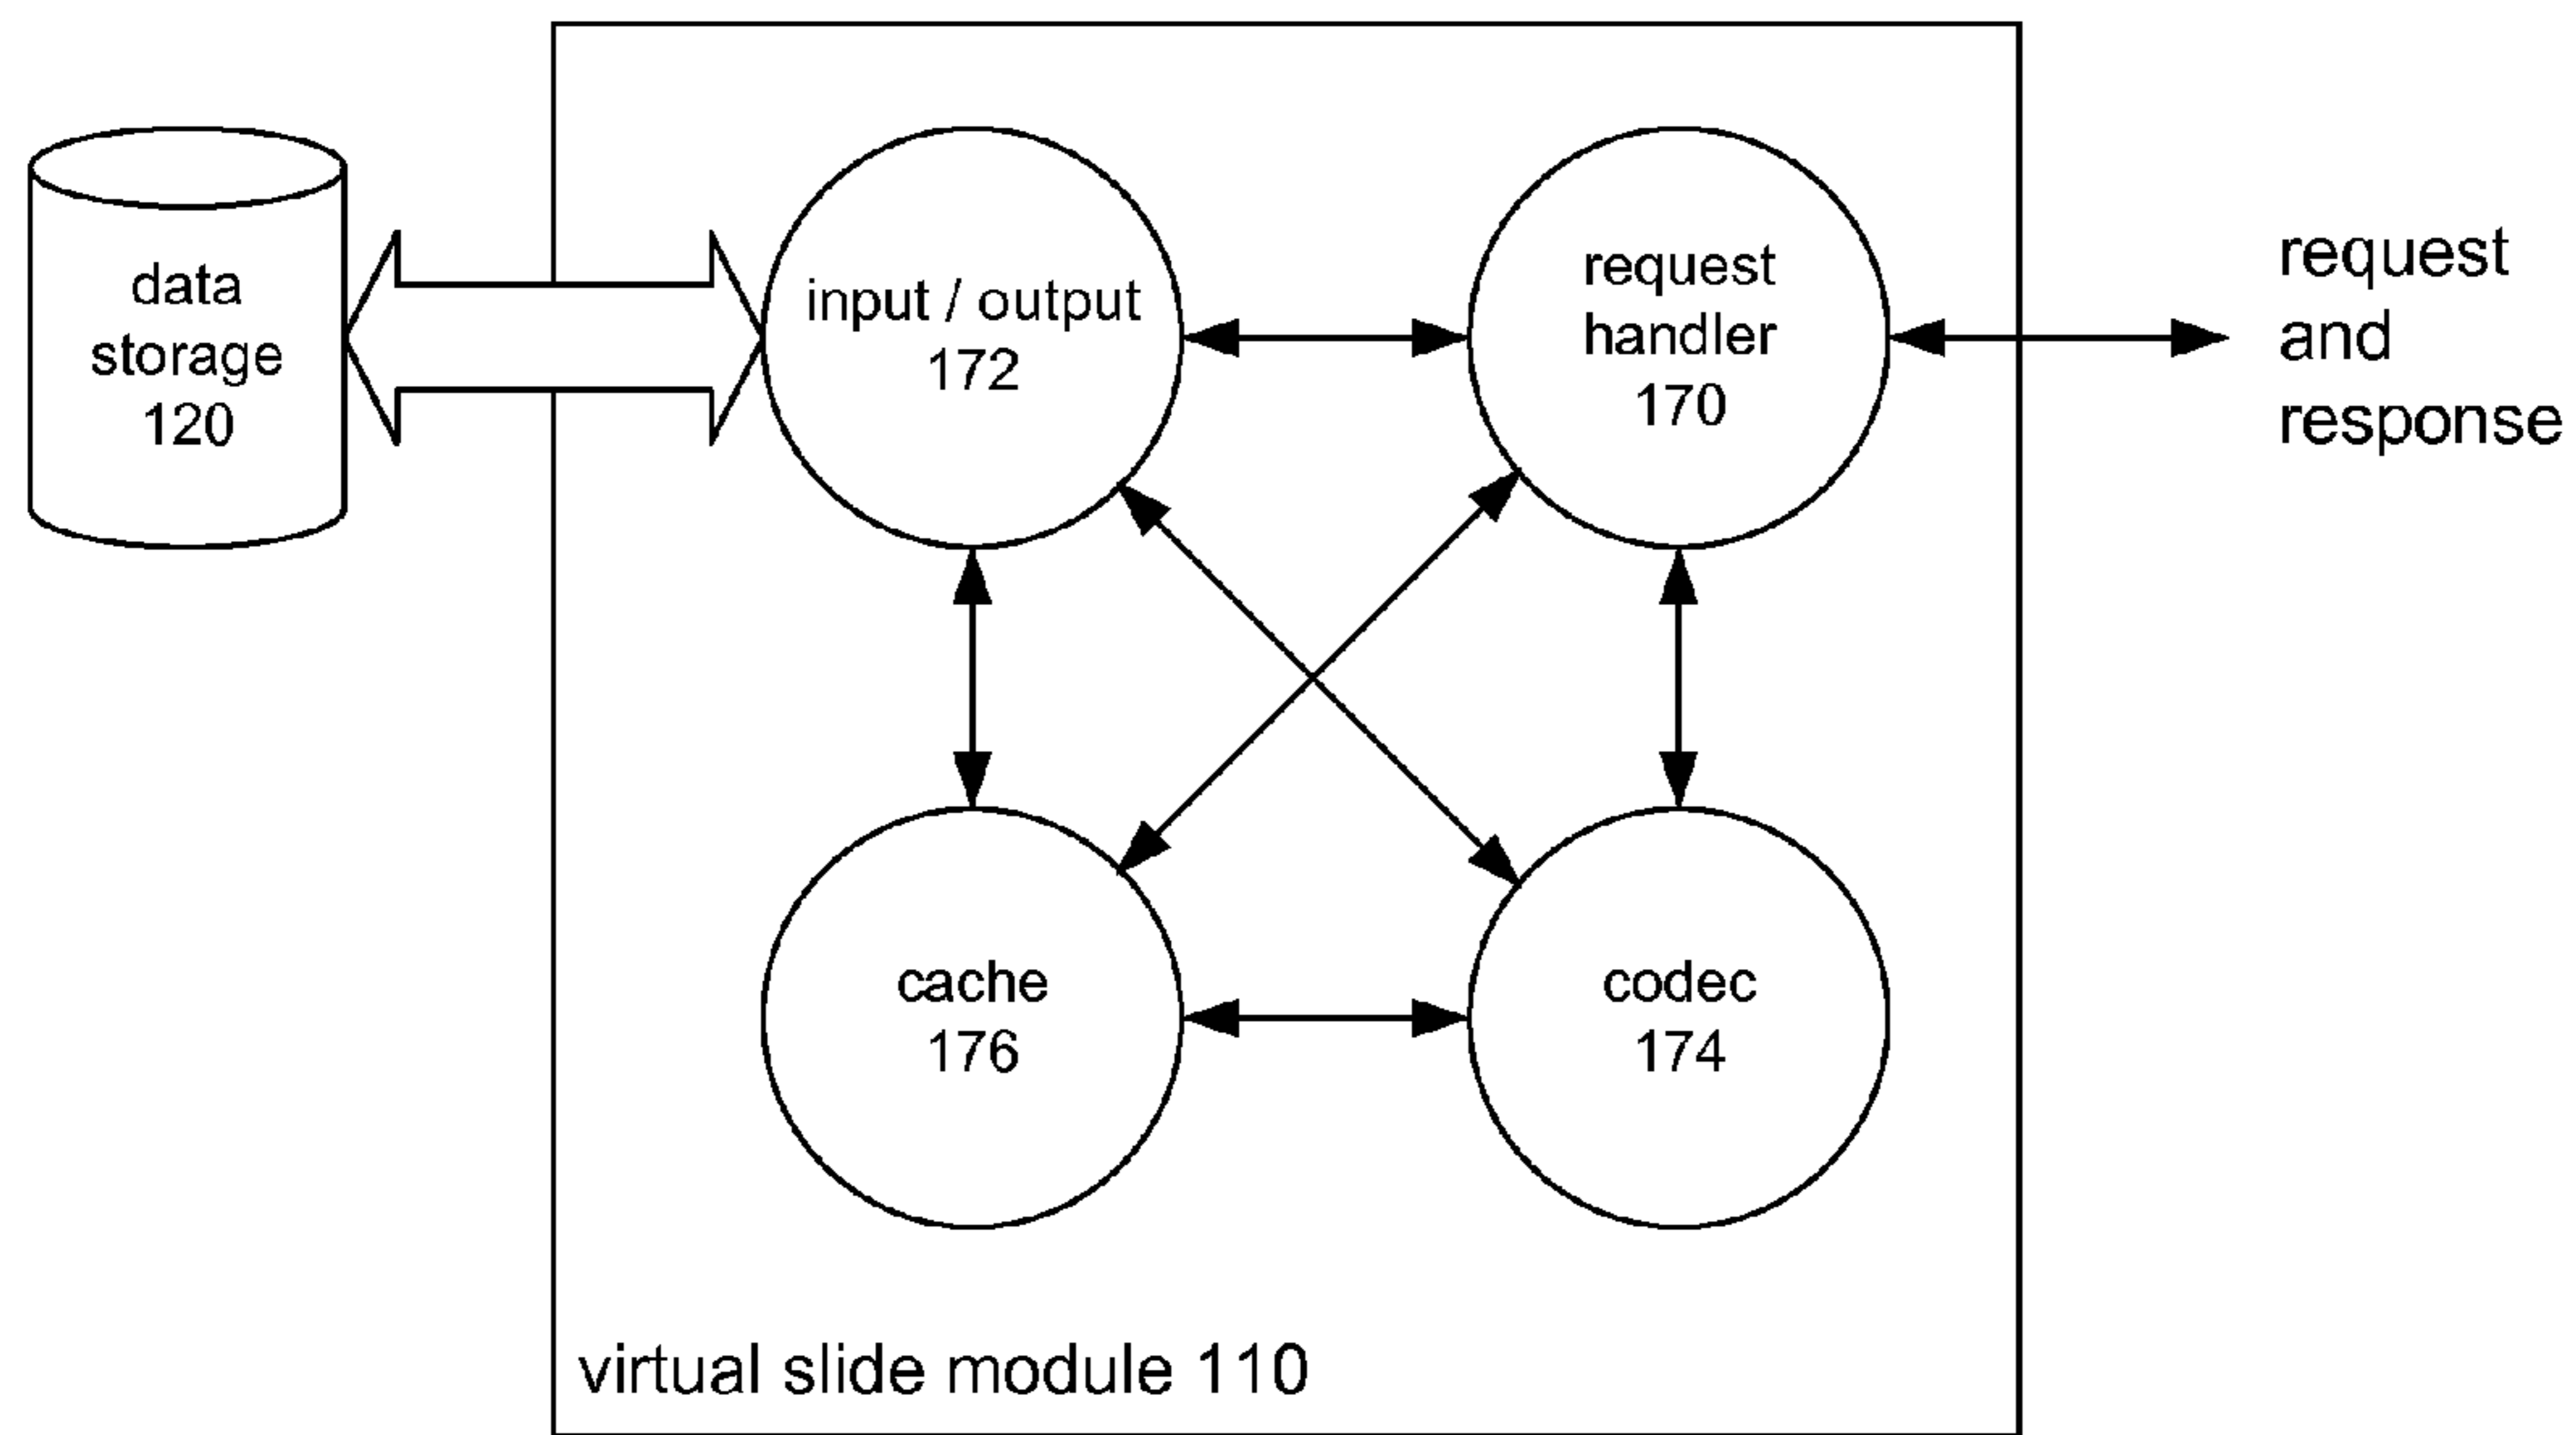 data
storage
120
input / output
172
request
handler
170
request
and
response
cache
176
codec
174
virtual slide module 110